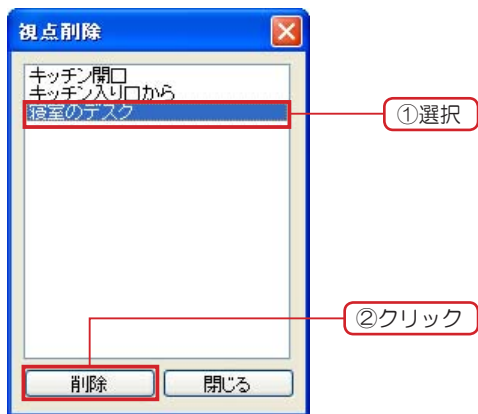 視点削除
キッチン開口
キッチン入り口から
寝室のデスク
①選択
②クリック
削除
閉じる